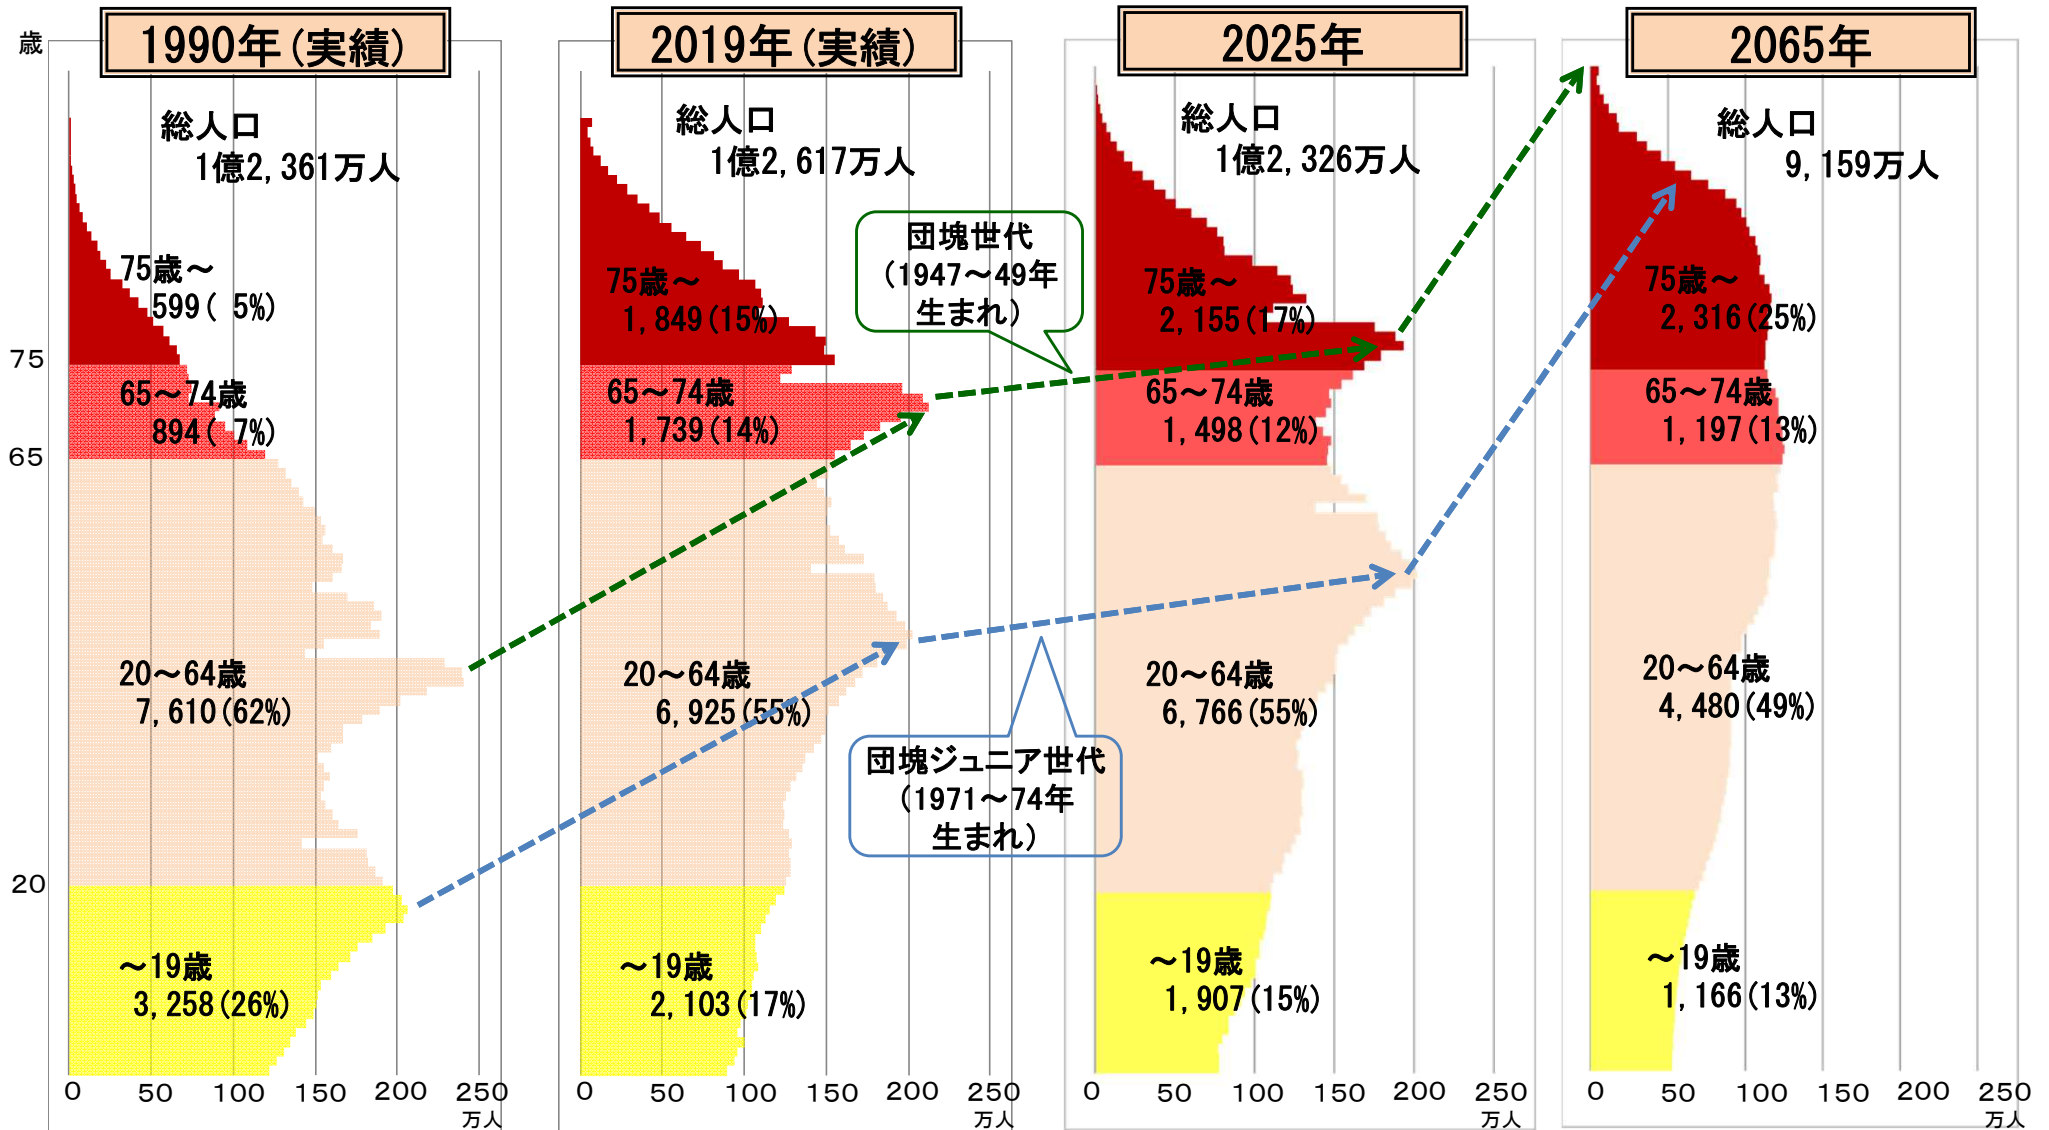 1990年(実績)
歳
総人口
1億2,361万人
75歳～
599( 5%)
75
65～74歳
894( 7%)
65
20～64歳
7,610(62%)
20
～19歳
3,258(26%)
0 50 100 150 200 250
万人
2019年(実績)
総人口
1億2,617万人
75歳～
1,849(15%)
65～74歳
1,739(14%)
20～64歳
6,925(55%)
～19歳
2,103(17%)
0 50 100 150 200 250
万人
団塊世代
(1947～49年
生まれ)
団塊ジュニア世代
(1971～74年
生まれ)
2025年
総人口
1億2,326万人
75歳～
2,155(17%)
65～74歳
1,498(12%)
20～64歳
6,766(55%)
～19歳
1,907(15%)
0 50 100 150 200 250
万人
2065年
総人口
9,159万人
75歳～
2,316(25%)
65～74歳
1,197(13%)
20～64歳
4,480(49%)
～19歳
1,166(13%)
0 50 100 150 200 250
万人